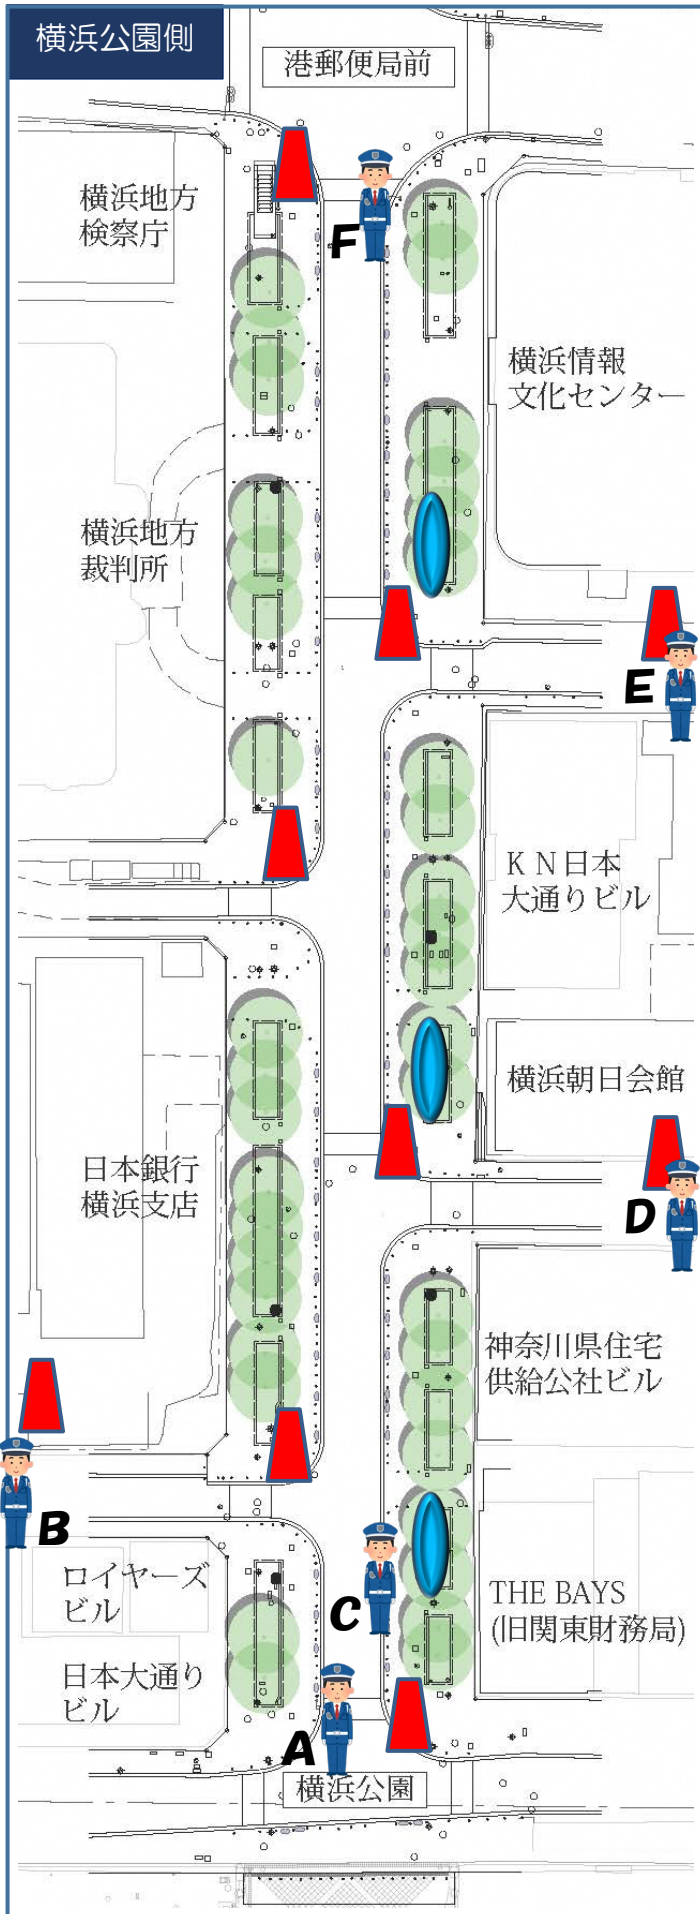 横浜公園側
港郵便局前
横浜地方
検察庁
F
横浜情報
文化センター
横浜地方
裁判所
E
ＫＮ日本
大通りビル
横浜朝日会館
日本銀行
横浜支店
D
神奈川県住宅
供給公社ビル
B
ロイヤーズ
ビル
C
THE BAYS
(旧関東財務局)
日本大通り
ビル
A
横浜公園